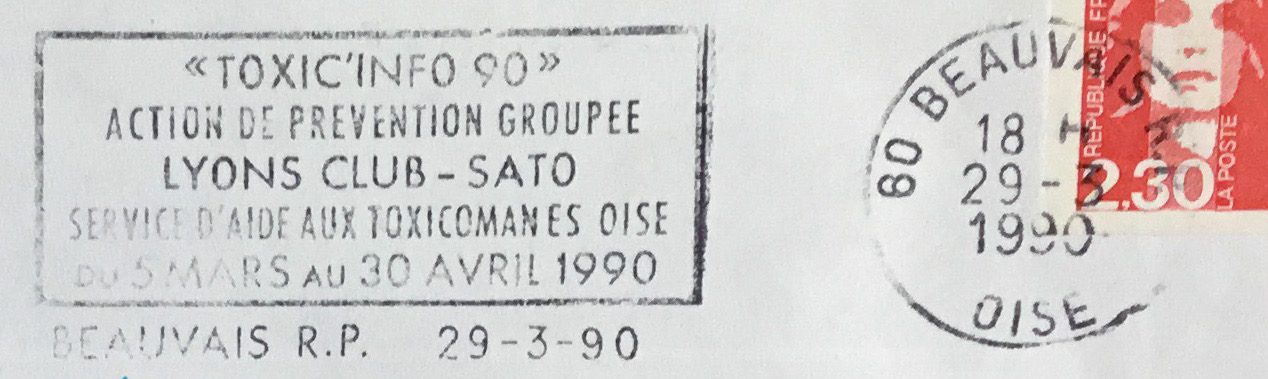 «TOXIC'INFO 90»
ACTION DE PREVENTION GROUPEE
LYONS CLUB - SATO
SERVICE D'AIDE AUX TOXICOMANES OISE
DU 5 MARS AU 30 AVRIL 1990
BEAUVAIS R.P. 29-3-90
60 BEAUVAIS
18 H
29-3
1990
OISE
REPUBLIQUE FR
2,30
LA POSTE